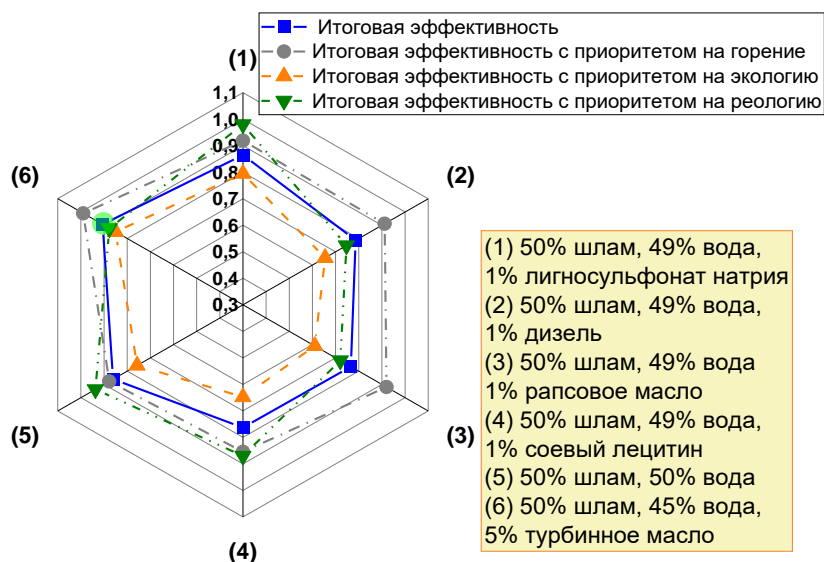 Итоговая эффективность
Итоговая эффективность с приоритетом на горение
Итоговая эффективность с приоритетом на экологию
Итоговая эффективность с приоритетом на реологию
(1)
1,1
1,0
0,9
0,8
0,7
0,6
0,5
0,4
0,3
(6)
(2)
(5)
(3)
(4)
(1) 50% шлам, 49% вода,
1% лигносульфонат натрия
(2) 50% шлам, 49% вода,
1% дизель
(3) 50% шлам, 49% вода
1% рапсовое масло
(4) 50% шлам, 49% вода,
1% соевый лецитин
(5) 50% шлам, 50% вода
(6) 50% шлам, 45% вода,
5% турбинное масло